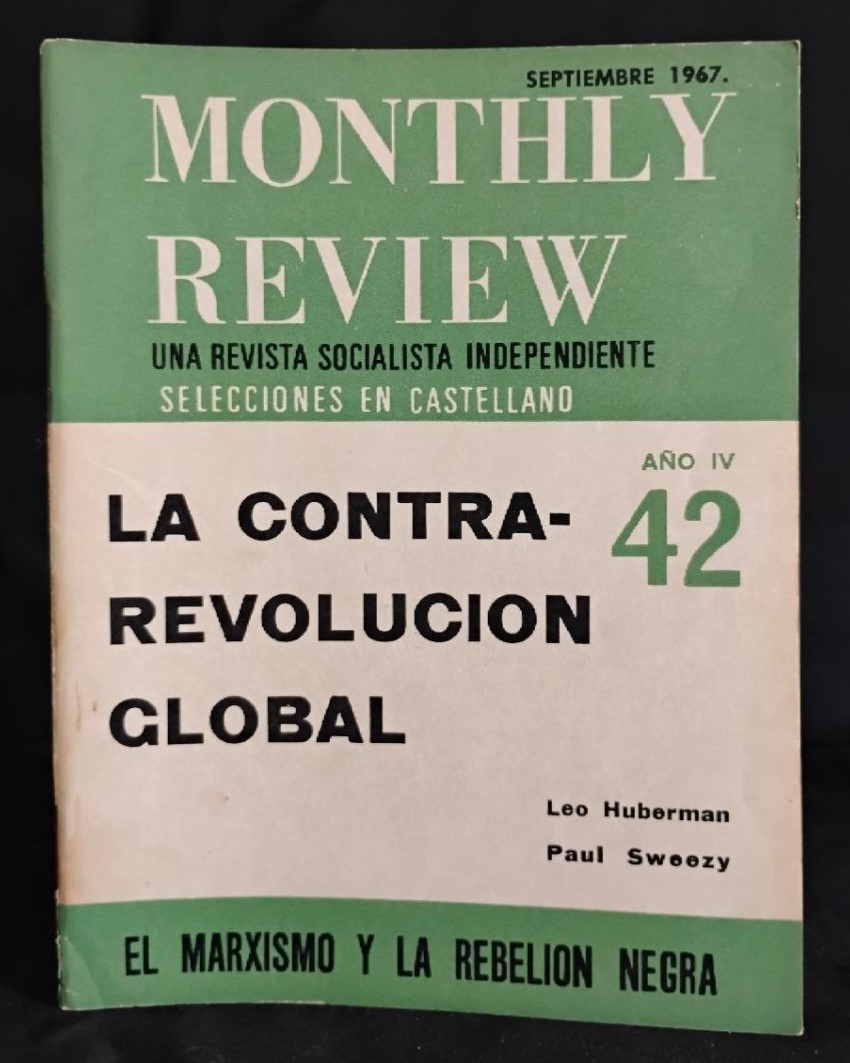 SEPTIEMBRE 1967.
MONTHLY
REVIEW
UNA REVISTA SOCIALISTA INDEPENDIENTE
SELECCIONES EN CASTELLANO
AÑO IV
42
LA CONTRA-
REVOLUCION
GLOBAL
Leo Huberman
Paul Sweezy
EL MARXISMO Y LA REBELION NEGRA